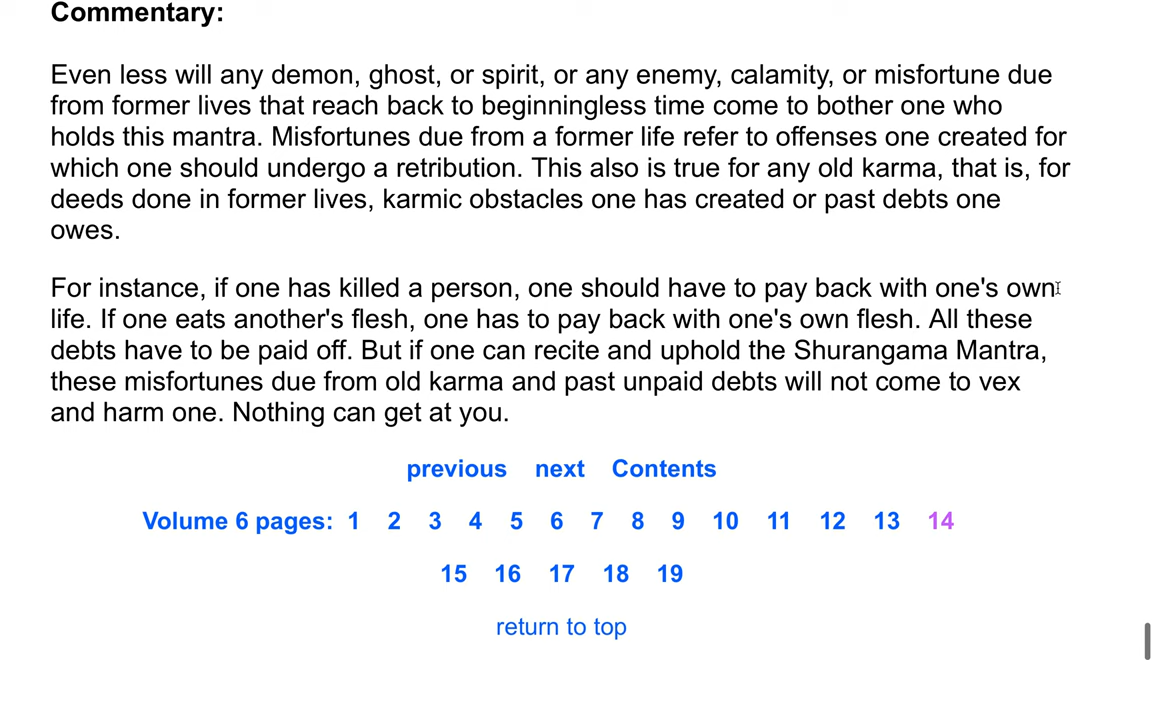 Commentary:
Even less will any demon, ghost, or spirit, or any enemy, calamity, or misfortune due
from former lives that reach back to beginningless time come to bother one who
holds this mantra. Misfortunes due from a former life refer to offenses one created for
which one should undergo a retribution. This also is true for any old karma, that is, for
deeds done in former lives, karmic obstacles one has created or past debts one
owes.
For instance, if one has killed a person, one should have to pay back with one's own
life. If one eats another's flesh, one has to pay back with one's own flesh. All these
debts have to be paid off. But if one can recite and uphold the Shurangama Mantra,
these misfortunes due from old karma and past unpaid debts will not come to vex
and harm one. Nothing can get at you.
previous next Contents
Volume 6 pages: 1 2 3 4 5 6 7 8 9 10 11 12 13 14
15 16 17 18 19
return to top